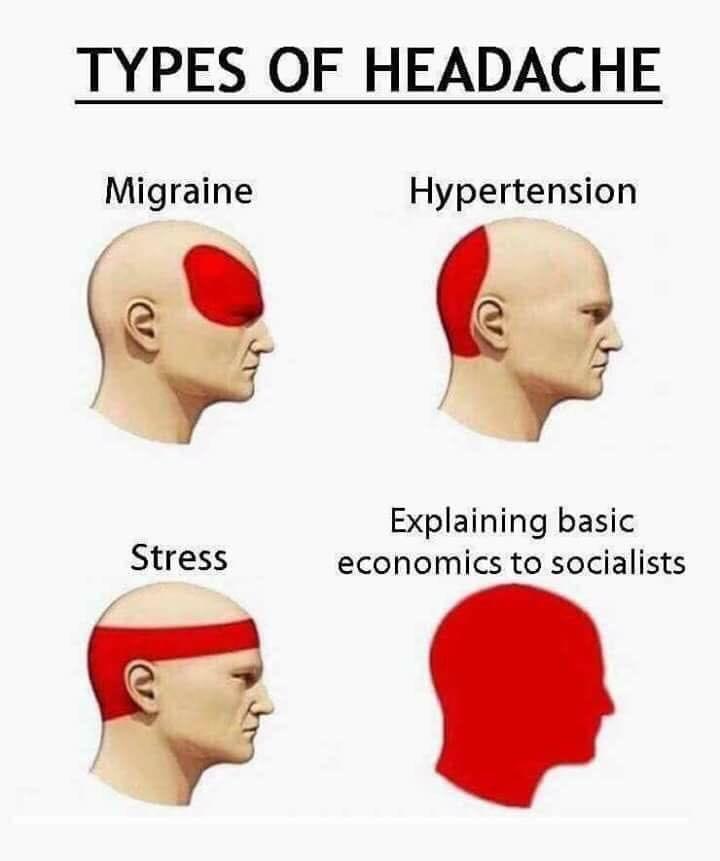 TYPES OF HEADACHE
Migraine
Hypertension
Stress
Explaining basic
economics to socialists